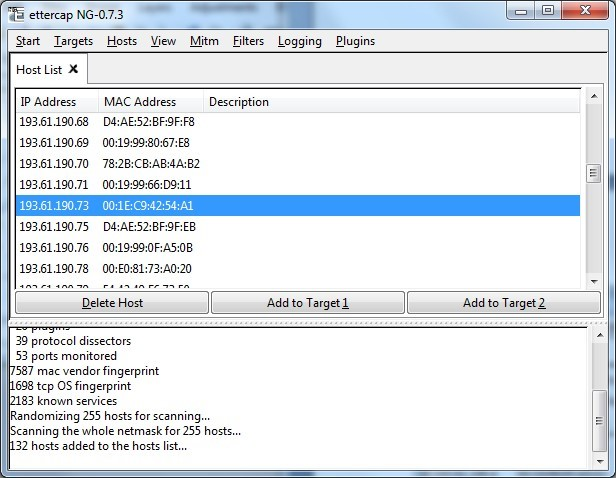 ettercap NG-0.7.3
Start Targets Hosts View Mitm Filters Logging Plugins
Host List
IP Address MAC Address Description
193.61.190.68 D4:AE:52:BF:9F:F8
193.61.190.69 00:19:99:80:67:E8
193.61.190.70 78:2B:CB:AB:4A:B2
193.61.190.71 00:19:99:66:D9:11
193.61.190.73 00:1E:C9:42:54:A1
193.61.190.75 D4:AE:52:BF:9F:EB
193.61.190.76 00:19:99:0F:A5:0B
193.61.190.78 00:E0:81:73:A0:20
Delete Host Add to Target 1 Add to Target 2
plugins
39 protocol dissectors
53 ports monitored
7587 mac vendor fingerprint
1698 tcp OS fingerprint
2183 known services
Randomizing 255 hosts for scanning...
Scanning the whole netmask for 255 hosts...
132 hosts added to the hosts list...